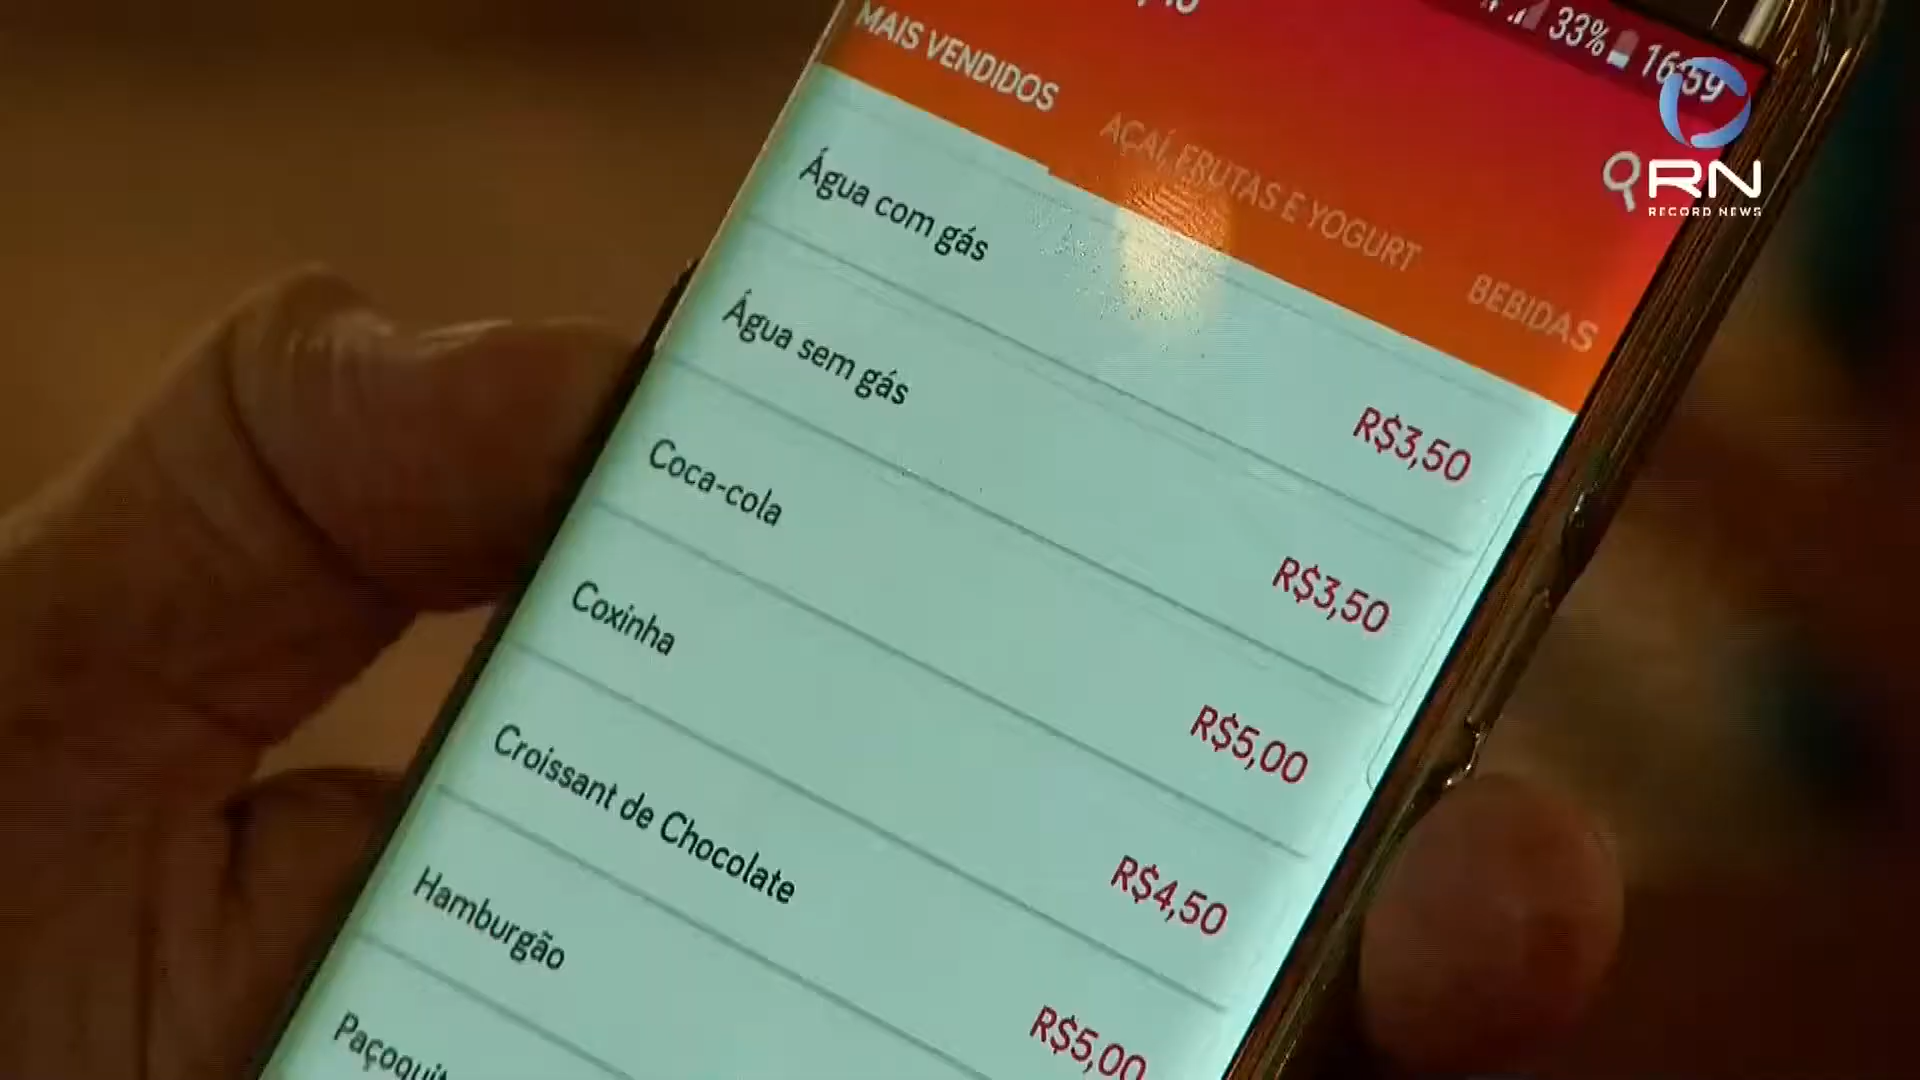 33% 16:59
MAIS VENDIDOS
AÇAÍ, FRUTAS E YOGURT
BEBIDAS
RN
RECORD NEWS
Água com gás
R$3,50
Água sem gás
R$3,50
Coca-cola
R$5,00
Coxinha
R$4,50
Croissant de Chocolate
R$5,00
Hamburgão